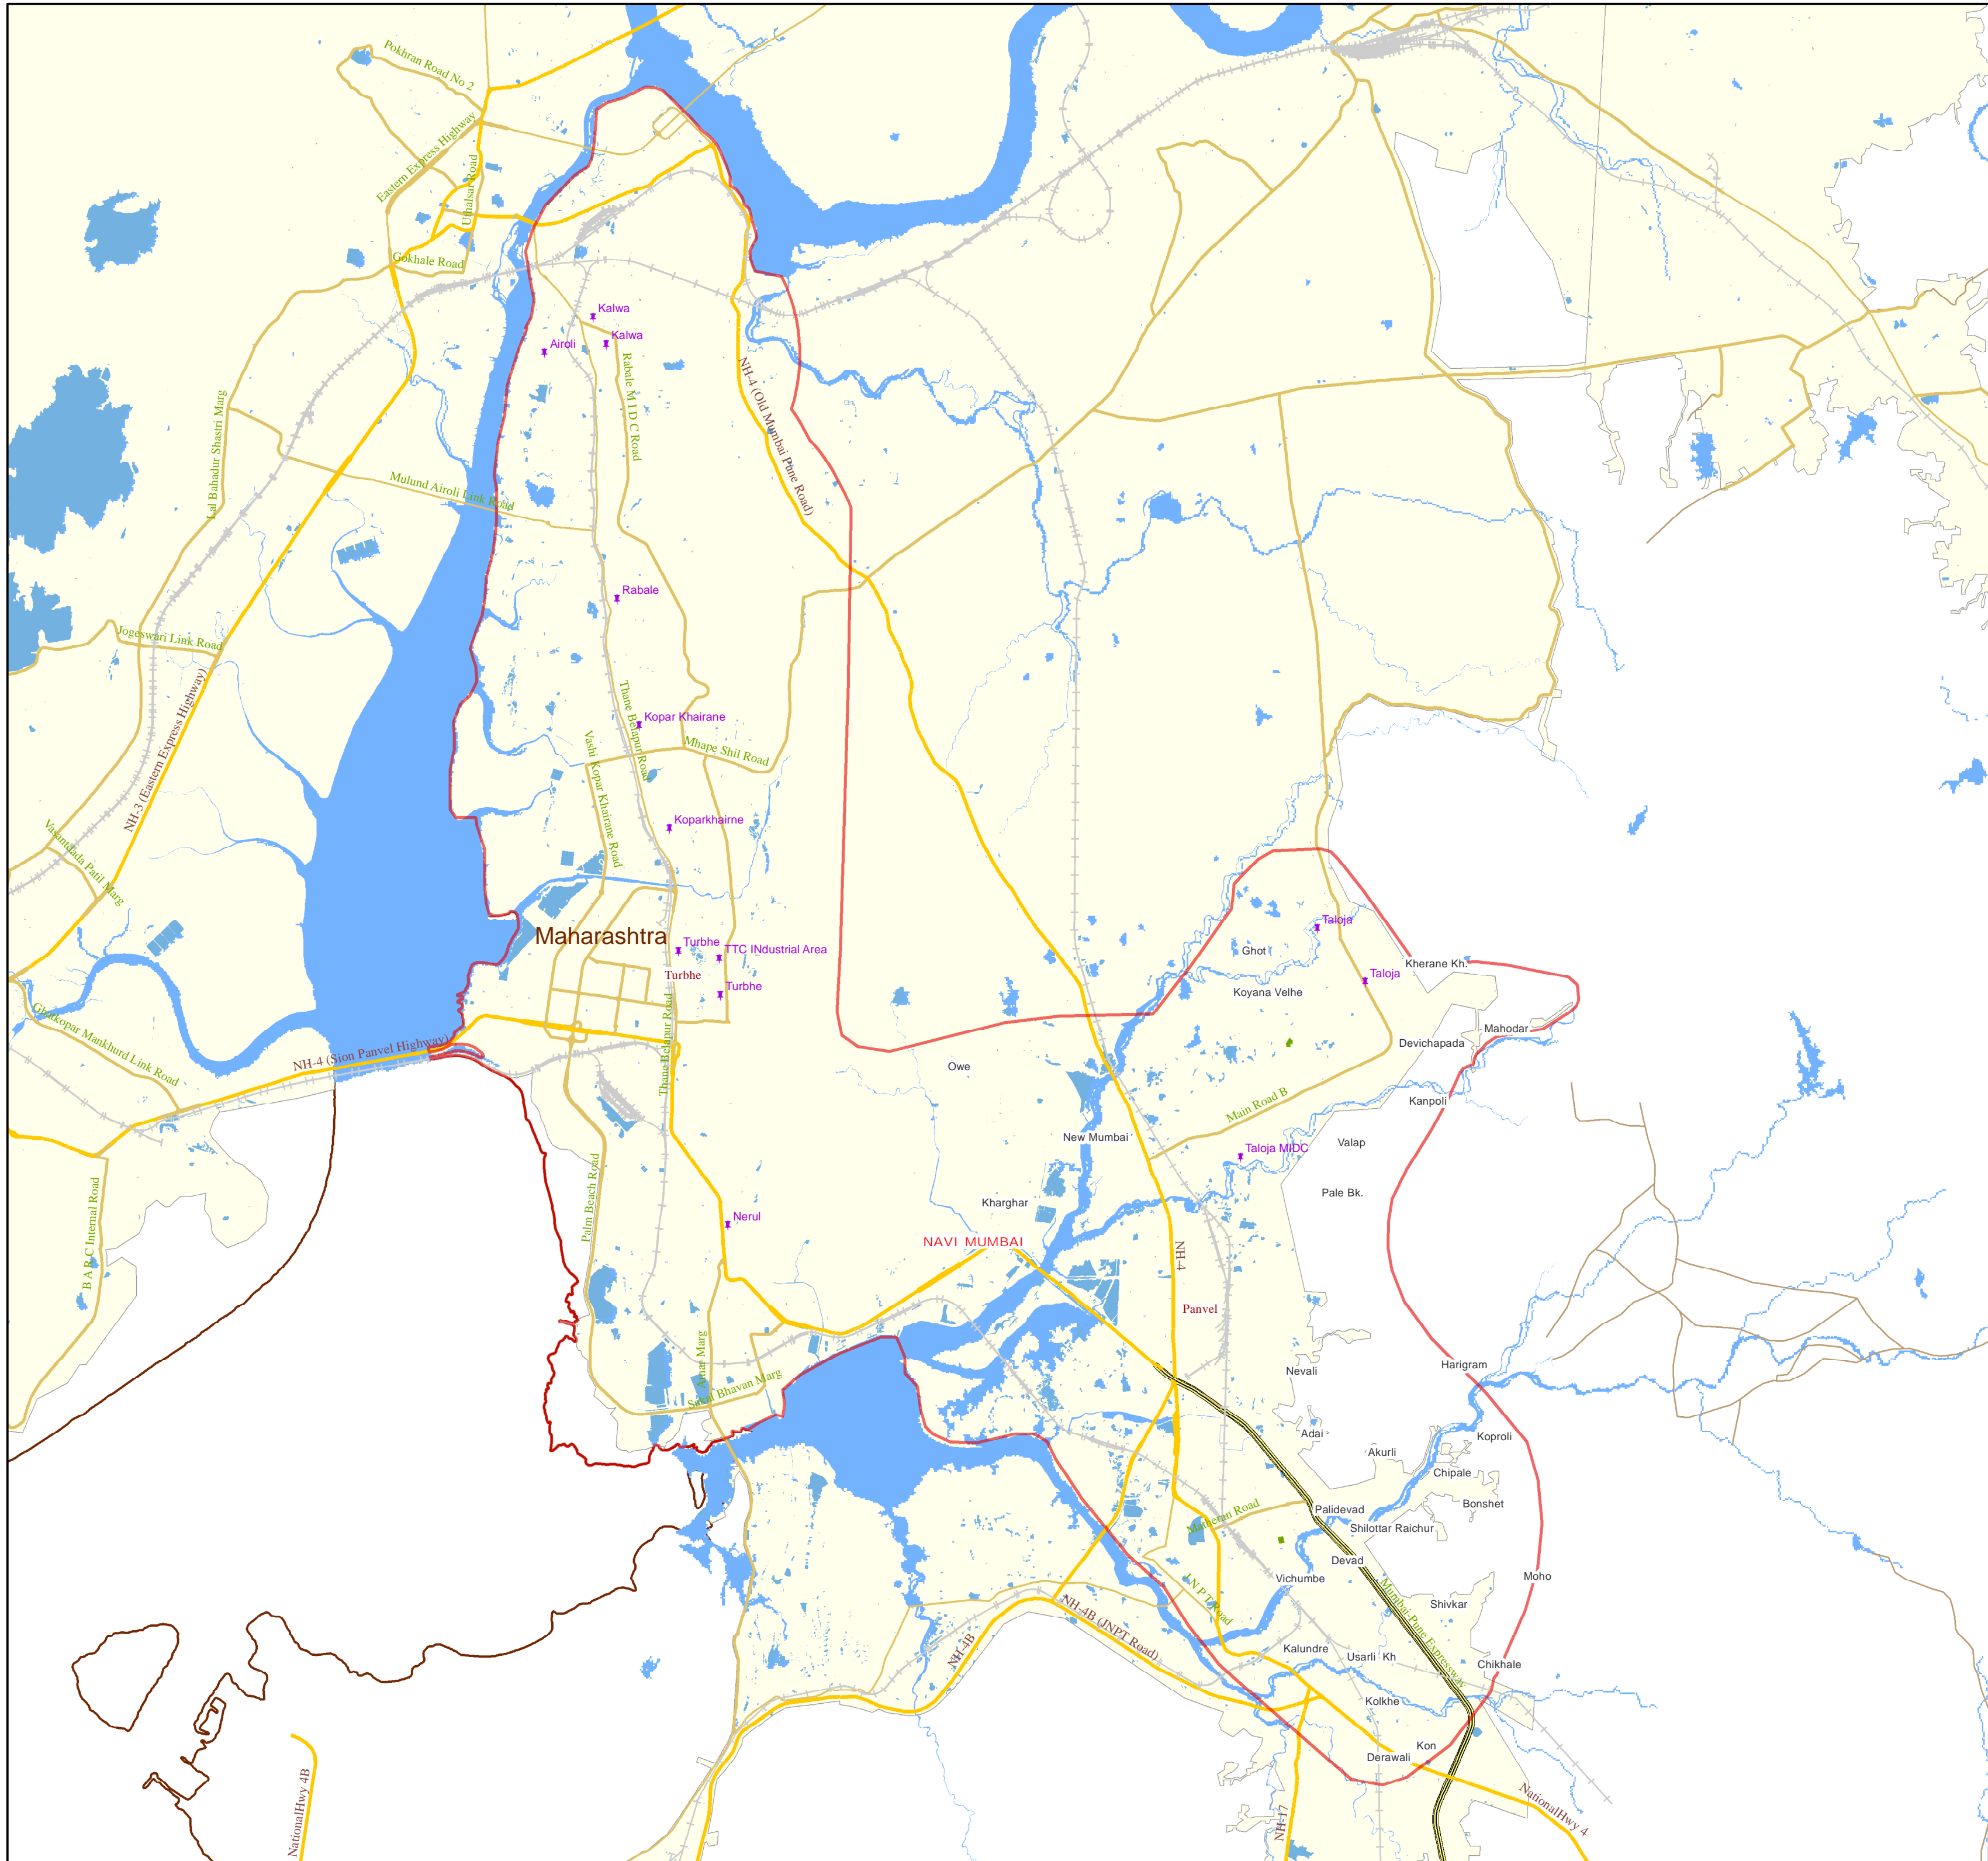 Pokhran Road No 2
Eastern Express Highway
Uthalsar Road
Gokhale Road
Kalwa
Kalwa
Airoli
Rabale M I D C Road
NH-4 (Old Mumbai Pune Road)
Lal Bahadur Shastri Marg
Mulund Airoli Link Road
Rabale
Jogeswari Link Road
NH-3 (Eastern Express Highway)
Thane Belapur Road
Kopar Khairane
Mhape Shil Road
Vashi Kopar Khairane Road
Koparkhairne
Vasantdada Patil Marg
Maharashtra
Turbhe
TTC INdustrial Area
Turbhe
Turbhe
Taloja
Ghot
Kherane Kh.
Taloja
Koyana Velhe
Ghatkopar Mankhurd Link Road
NH-4 (Sion Panvel Highway)
Thane Belapur Road
Mahodar
Devichapada
Owe
Main Road B
Kanpoli
New Mumbai
Taloja MIDC
Valap
Pale Bk.
B A R C Internal Road
Palm Beach Road
Nerul
Kharghar
NAVI MUMBAI
NH-4
Panvel
Amar Marg
Sakal Bhavan Marg
Nevali
Harigram
Adai
Akurli
Koproli
Chipale
Bonshet
Matheran Road
Palidevad
Shilottar Raichur
Devad
Vichumbe
Moho
J N P T Road
Mumbai-Pune Expressway
Shivkar
NH-4B (JNPT Road)
NH-4B
Kalundre
Usarli Kh
Chikhale
Kolkhe
Kon
Derawali
NationalHwy 4B
NH-17
NationalHwy 4